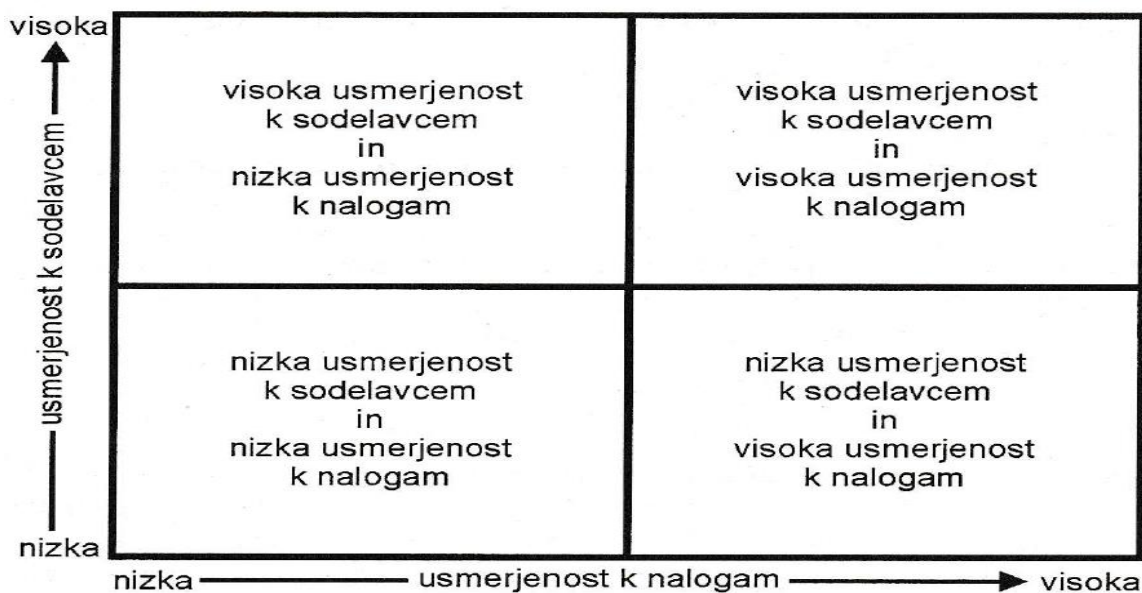 visoka
usmerjenost k sodelavcem
nizka
visoka usmerjenost
k sodelavcem
in
nizka usmerjenost
k nalogam
visoka usmerjenost
k sodelavcem
in
visoka usmerjenost
k nalogam
nizka usmerjenost
k sodelavcem
in
nizka usmerjenost
k nalogam
nizka usmerjenost
k sodelavcem
in
visoka usmerjenost
k nalogam
nizka usmerjenost k nalogam visoka